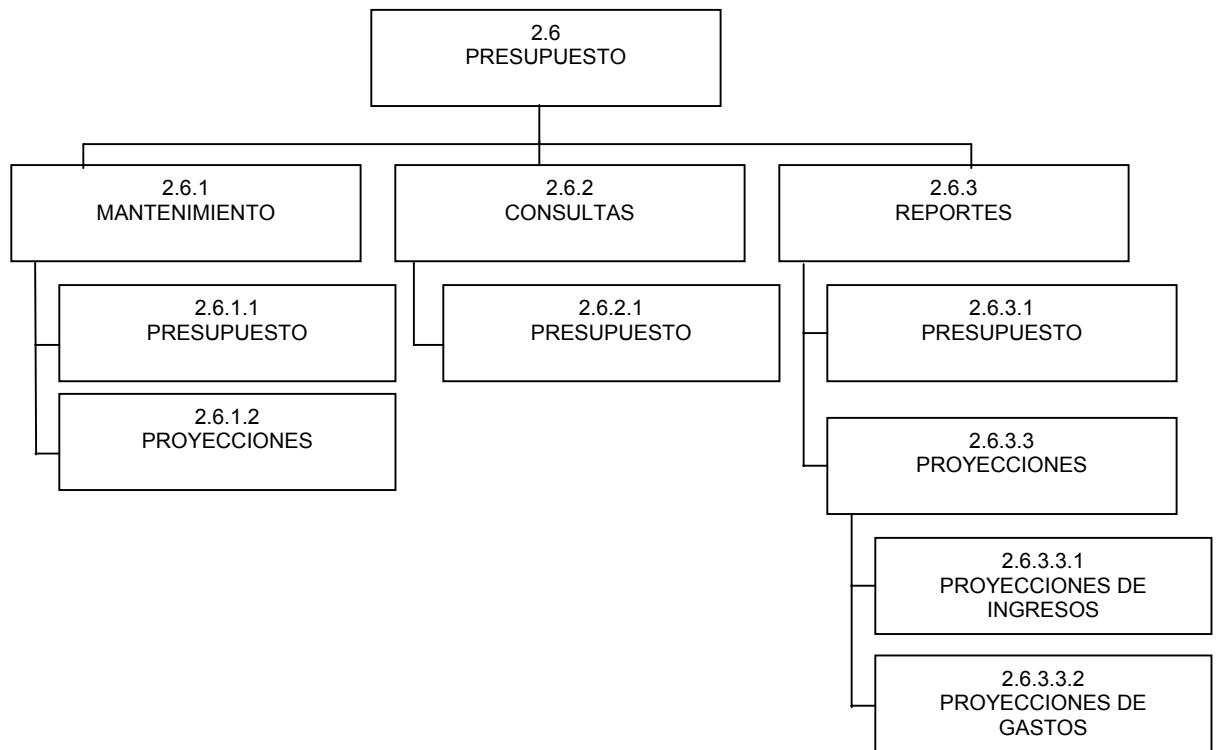 2.6
PRESUPUESTO
2.6.1
MANTENIMIENTO
2.6.2
CONSULTAS
2.6.3
REPORTES
2.6.1.1
PRESUPUESTO
2.6.2.1
PRESUPUESTO
2.6.3.1
PRESUPUESTO
2.6.1.2
PROYECCIONES
2.6.3.3
PROYECCIONES
2.6.3.3.1
PROYECCIONES DE
INGRESOS
2.6.3.3.2
PROYECCIONES DE
GASTOS